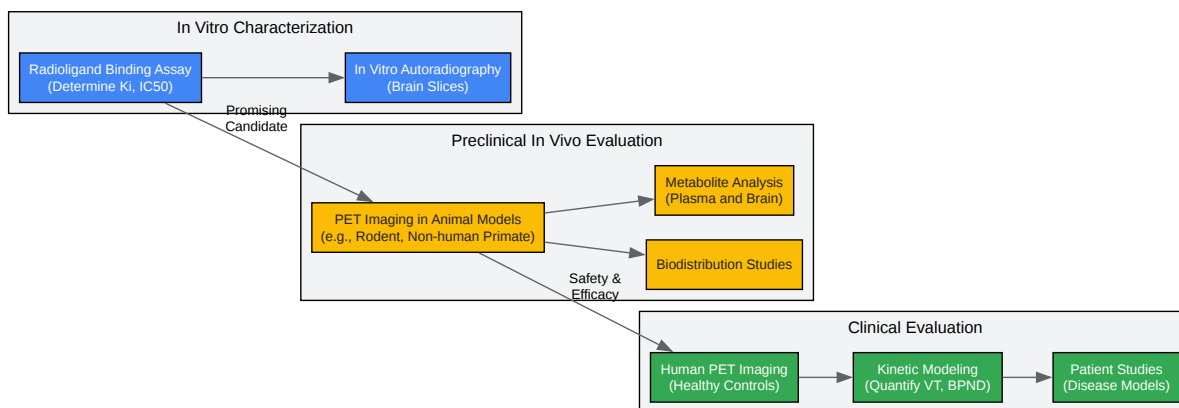 In Vitro Characterization
Radioligand Binding Assay
(Determine Ki, IC50)
In Vitro Autoradiography
(Brain Slices)
Promising
Candidate
Preclinical In Vivo Evaluation
Metabolite Analysis
(Plasma and Brain)
PET Imaging in Animal Models
(e.g., Rodent, Non-human Primate)
Biodistribution Studies
Safety &
Efficacy
Clinical Evaluation
Human PET Imaging
(Healthy Controls)
Kinetic Modeling
(Quantify VT, BPND)
Patient Studies
(Disease Models)